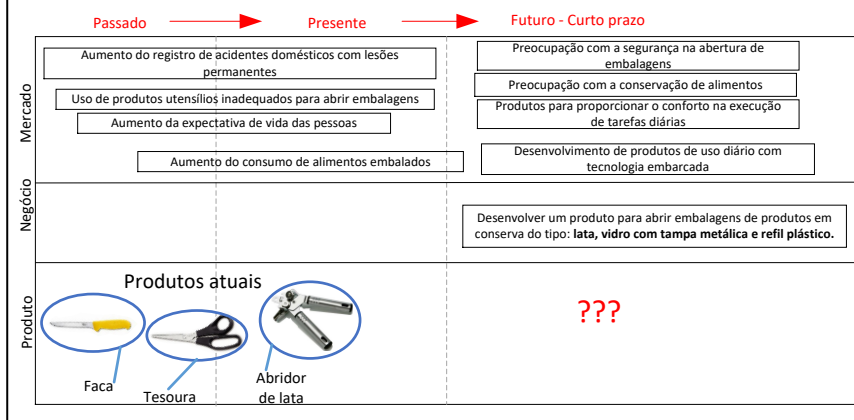 Passado
Presente
Futuro - Curto prazo
Mercado
Aumento do registro de acidentes domésticos com lesões
permanentes
Uso de produtos utensílios inadequados para abrir embalagens
Aumento da expectativa de vida das pessoas
Aumento do consumo de alimentos embalados
Preocupação com a segurança na abertura de
embalagens
Preocupação com a conservação de alimentos
Produtos para proporcionar o conforto na execução
de tarefas diárias
Desenvolvimento de produtos de uso diário com
tecnologia embarcada
Negócio
Desenvolver um produto para abrir embalagens de produtos em
conserva do tipo: lata, vidro com tampa metálica e refil plástico.
Produto
Produtos atuais
Faca
Tesoura
Abridor
de lata
???